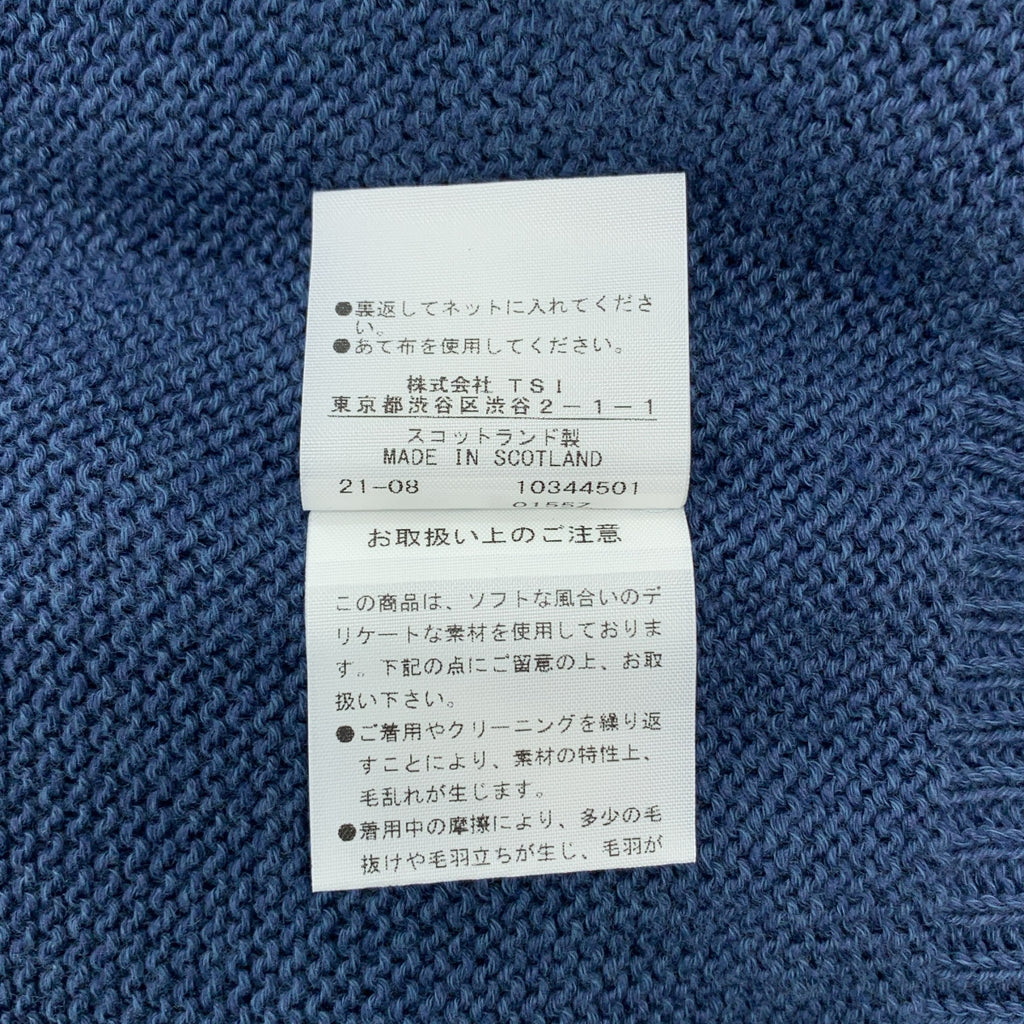 ●裏返してネットに入れてくださ
い。
●あて布を使用してください。
株式会社 TSI
東京都渋谷区渋谷2-1-1
スコットランド製
MADE IN SCOTLAND
21-08 10344501
01557
お取扱い上のご注意
この商品は、ソフトな風合いのデ
リケートな素材を使用しておりま
す。下記の点にご留意の上、お取
扱い下さい。
●ご着用やクリーニングを繰り返
すことにより、素材の特性上、
毛乱れが生じます。
●着用中の摩擦により、多少の毛
抜けや毛羽立ちが生じ、毛羽が